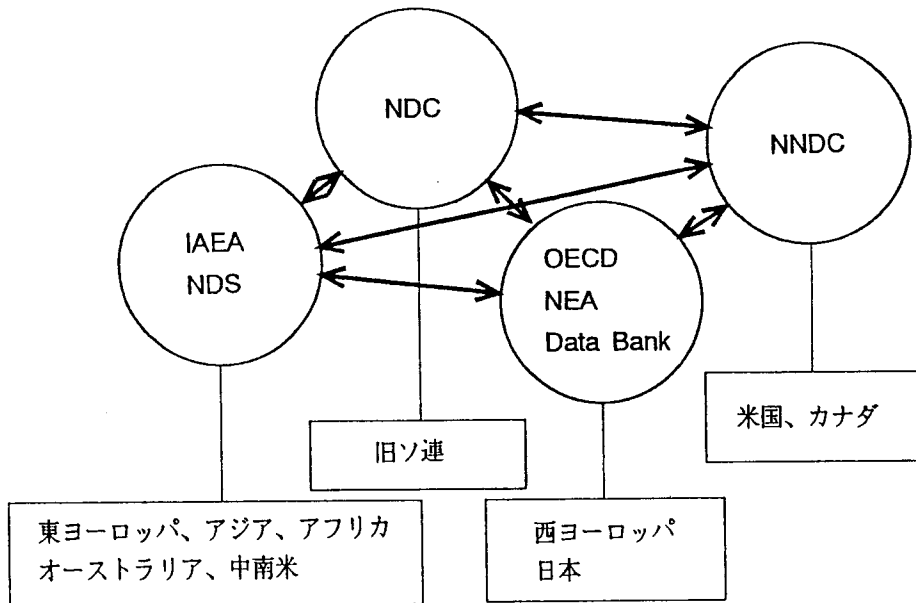 NDC
NNDC
IAEA
NDS
OECD
NEA
Data Bank
米国、カナダ
旧ソ連
東ヨーロッパ、アジア、アフリカ
オーストラリア、中南米
西ヨーロッパ
日本